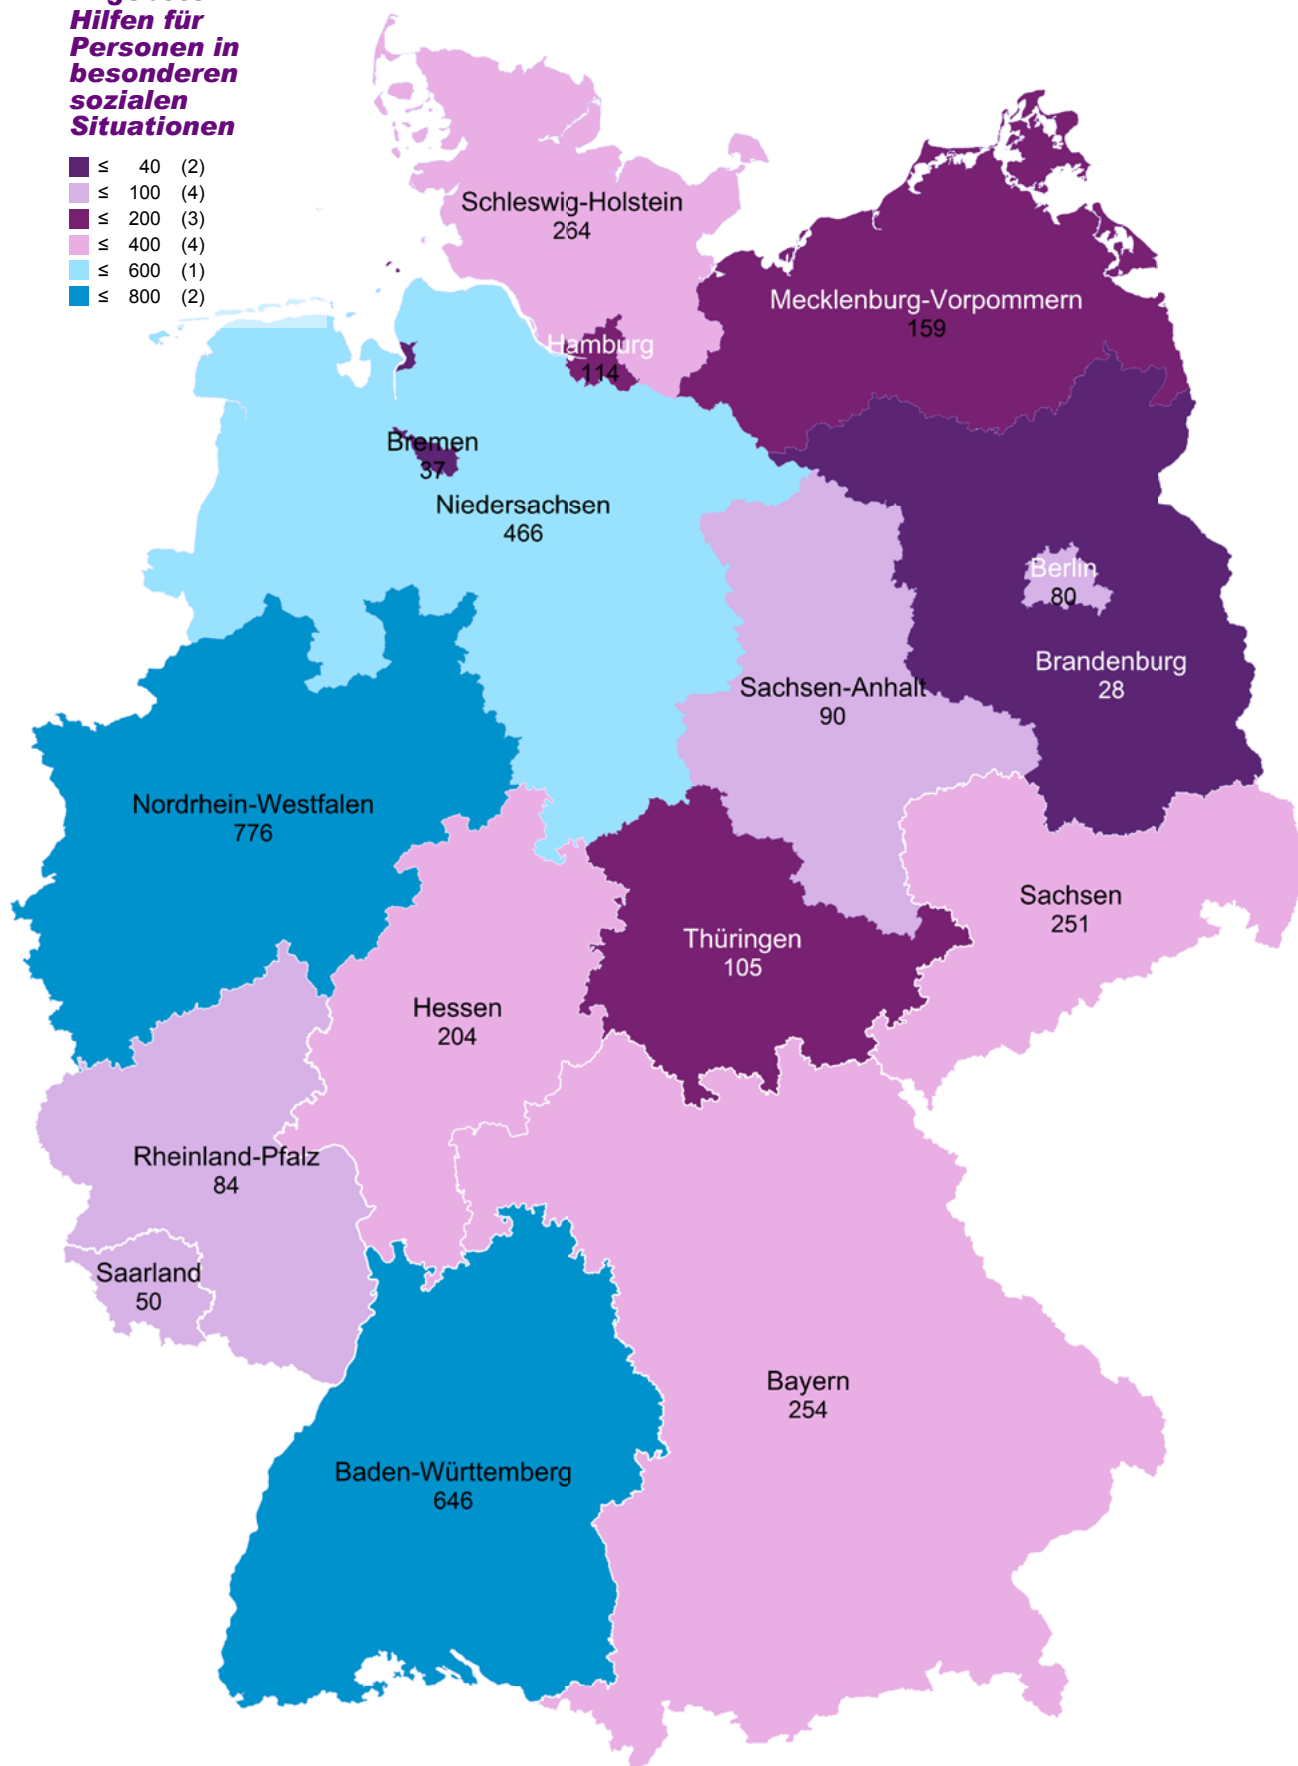 Hilfen für
Personen in
besonderen
sozialen
Situationen
≤ 40 (2)
≤ 100 (4)
≤ 200 (3)
≤ 400 (4)
≤ 600 (1)
≤ 800 (2)
Schleswig-Holstein
264
Mecklenburg-Vorpommern
159
Hamburg
114
Bremen
37
Niedersachsen
466
Berlin
80
Brandenburg
28
Sachsen-Anhalt
90
Nordrhein-Westfalen
776
Sachsen
251
Thüringen
105
Hessen
204
Rheinland-Pfalz
84
Saarland
50
Bayern
254
Baden-Württemberg
646